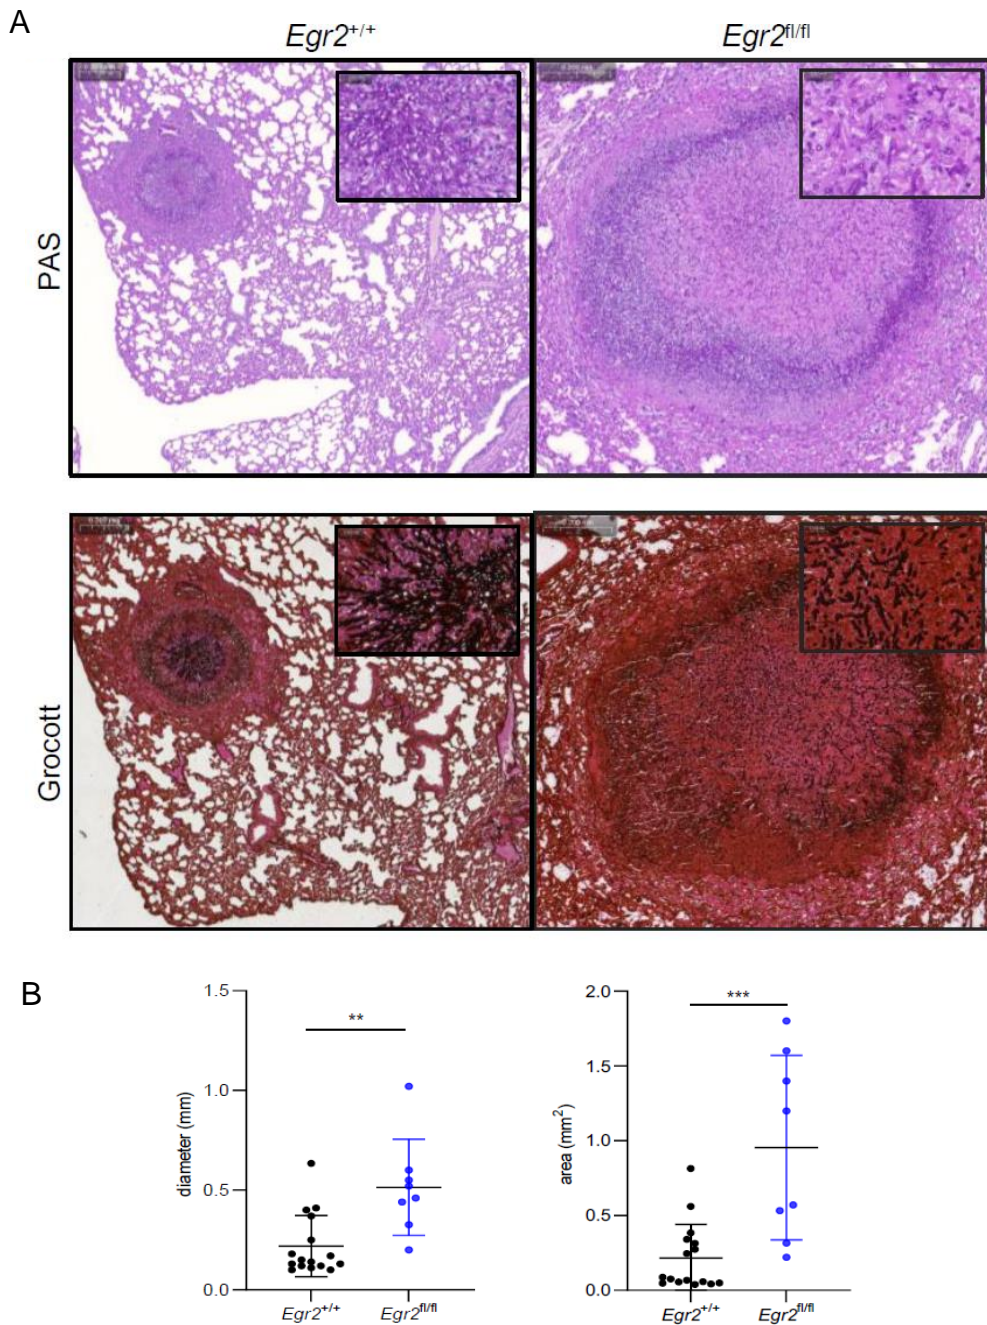 A
Egr2+/+ Egr2fl/fl
PAS
Grocott
B
1.5
1.0
0.5
0.0
diameter (mm)
**
Egr2+/+ Egr2fl/fl
2.0
1.5
1.0
0.5
0.0
area (mm2)
***
Egr2+/+ Egr2fl/fl